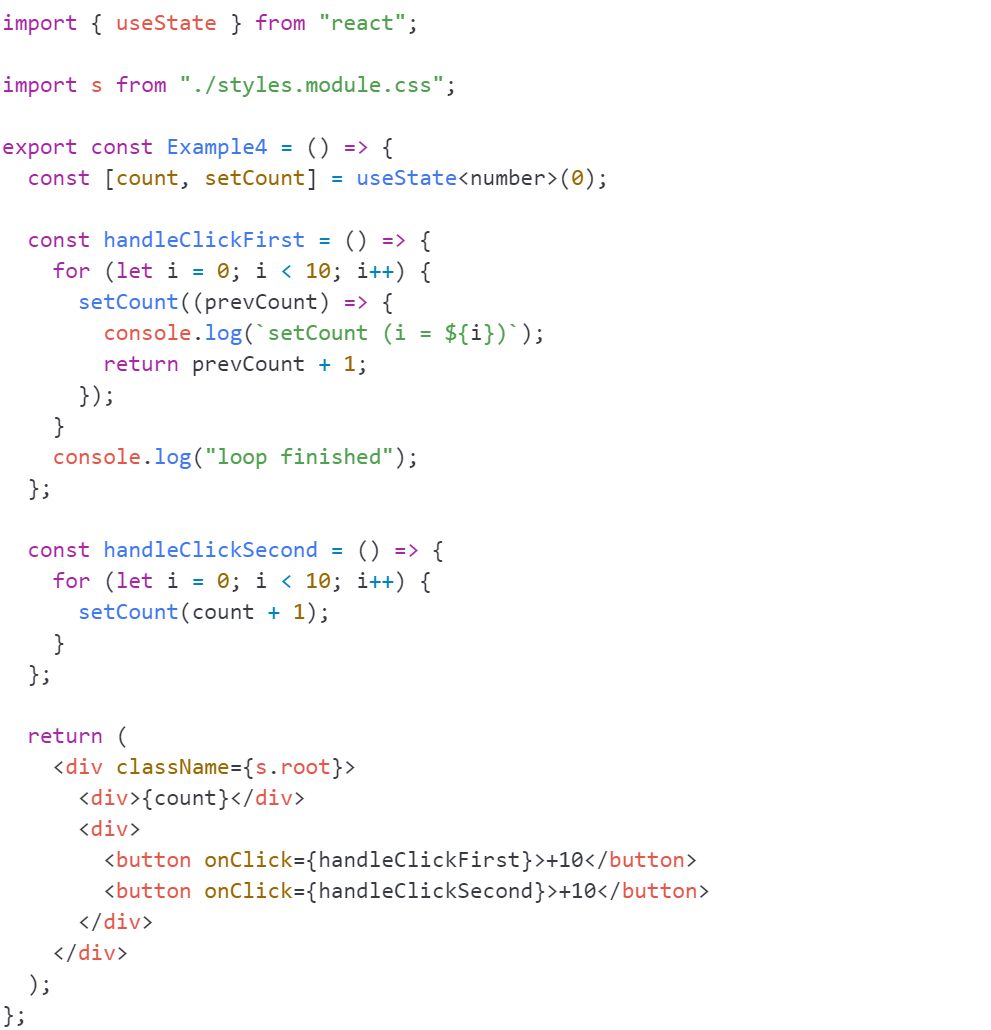 import { useState } from "react";

import s from "./styles.module.css";

export const Example4 = () => {
  const [count, setCount] = useState<number>(0);

  const handleClickFirst = () => {
    for (let i = 0; i < 10; i++) {
      setCount((prevCount) => {
        console.log(`setCount (i = ${i})`);
        return prevCount + 1;
      });
    }
    console.log("loop finished");
  };

  const handleClickSecond = () => {
    for (let i = 0; i < 10; i++) {
      setCount(count + 1);
    }
  };

  return (
    <div className={s.root}>
      <div>{count}</div>
      <div>
        <button onClick={handleClickFirst}>+10</button>
        <button onClick={handleClickSecond}>+10</button>
      </div>
    </div>
  );
};